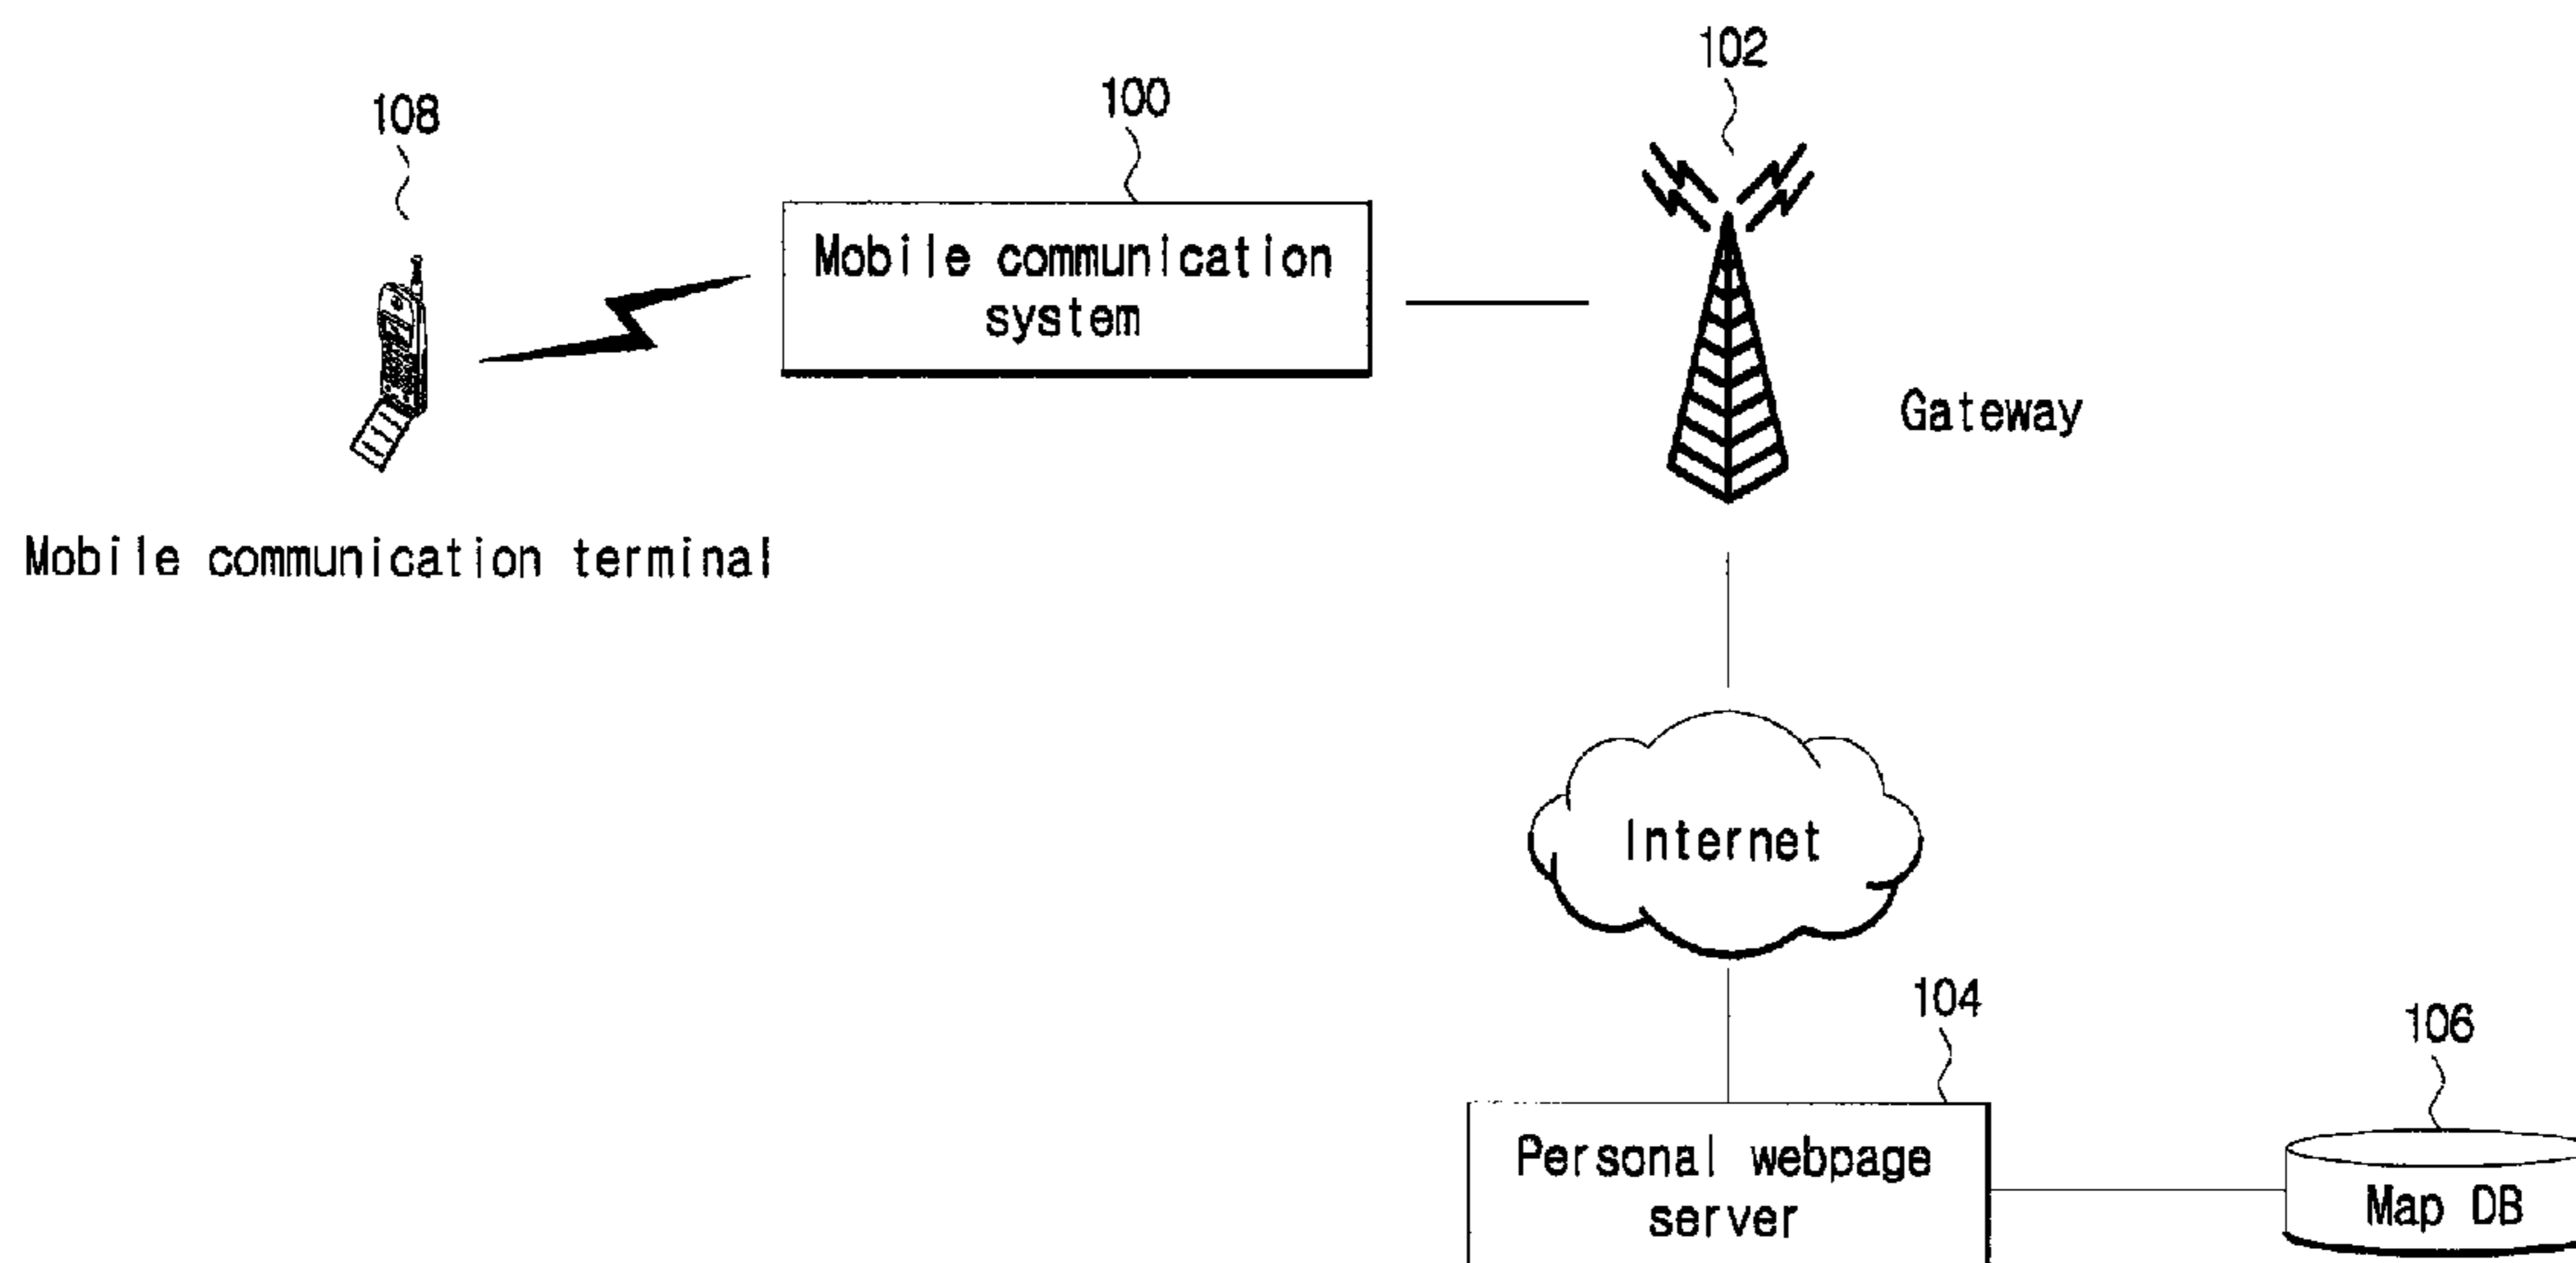 102
100
108
Mobile communication
system
Gateway
Mobile communication terminal
Internet
104
106
Personal webpage
server
Map DB